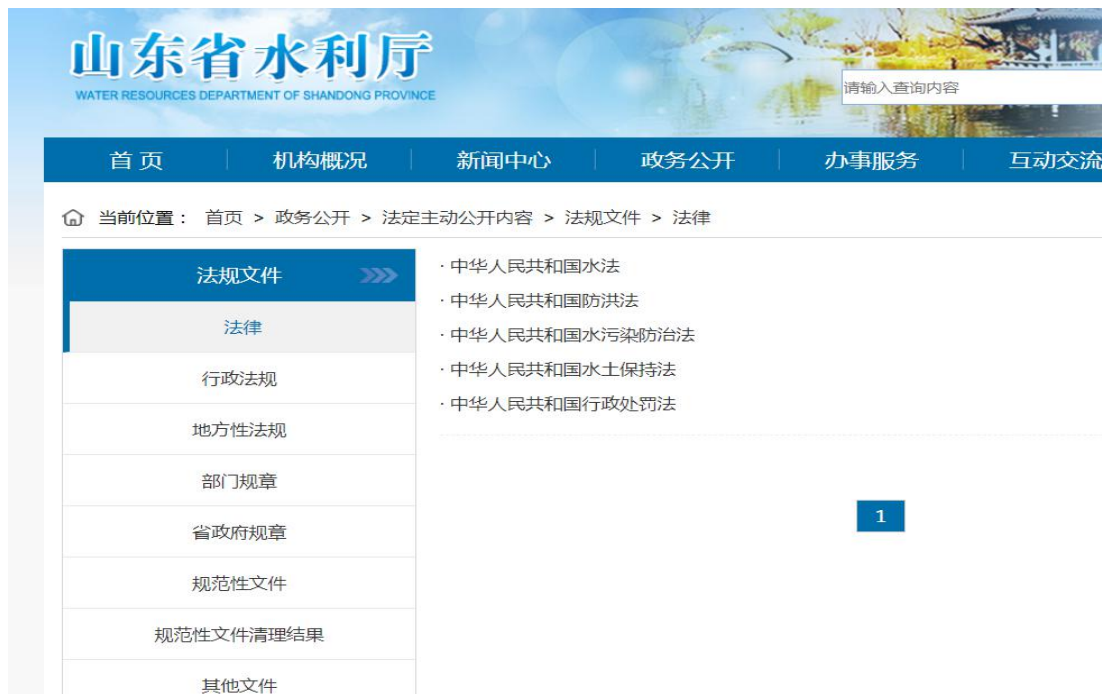 山东省水利厅
WATER RESOURCES DEPARTMENT OF SHANDONG PROVINCE
请输入查询内容
首 页 机构概况 新闻中心 政务公开 办事服务 互动交流
当前位置： 首页 > 政务公开 > 法定主动公开内容 > 法规文件 > 法律
法规文件
法律
行政法规
地方性法规
部门规章
省政府规章
规范性文件
规范性文件清理结果
其他文件
· 中华人民共和国水法
· 中华人民共和国防洪法
· 中华人民共和国水污染防治法
· 中华人民共和国水土保持法
· 中华人民共和国行政处罚法
1